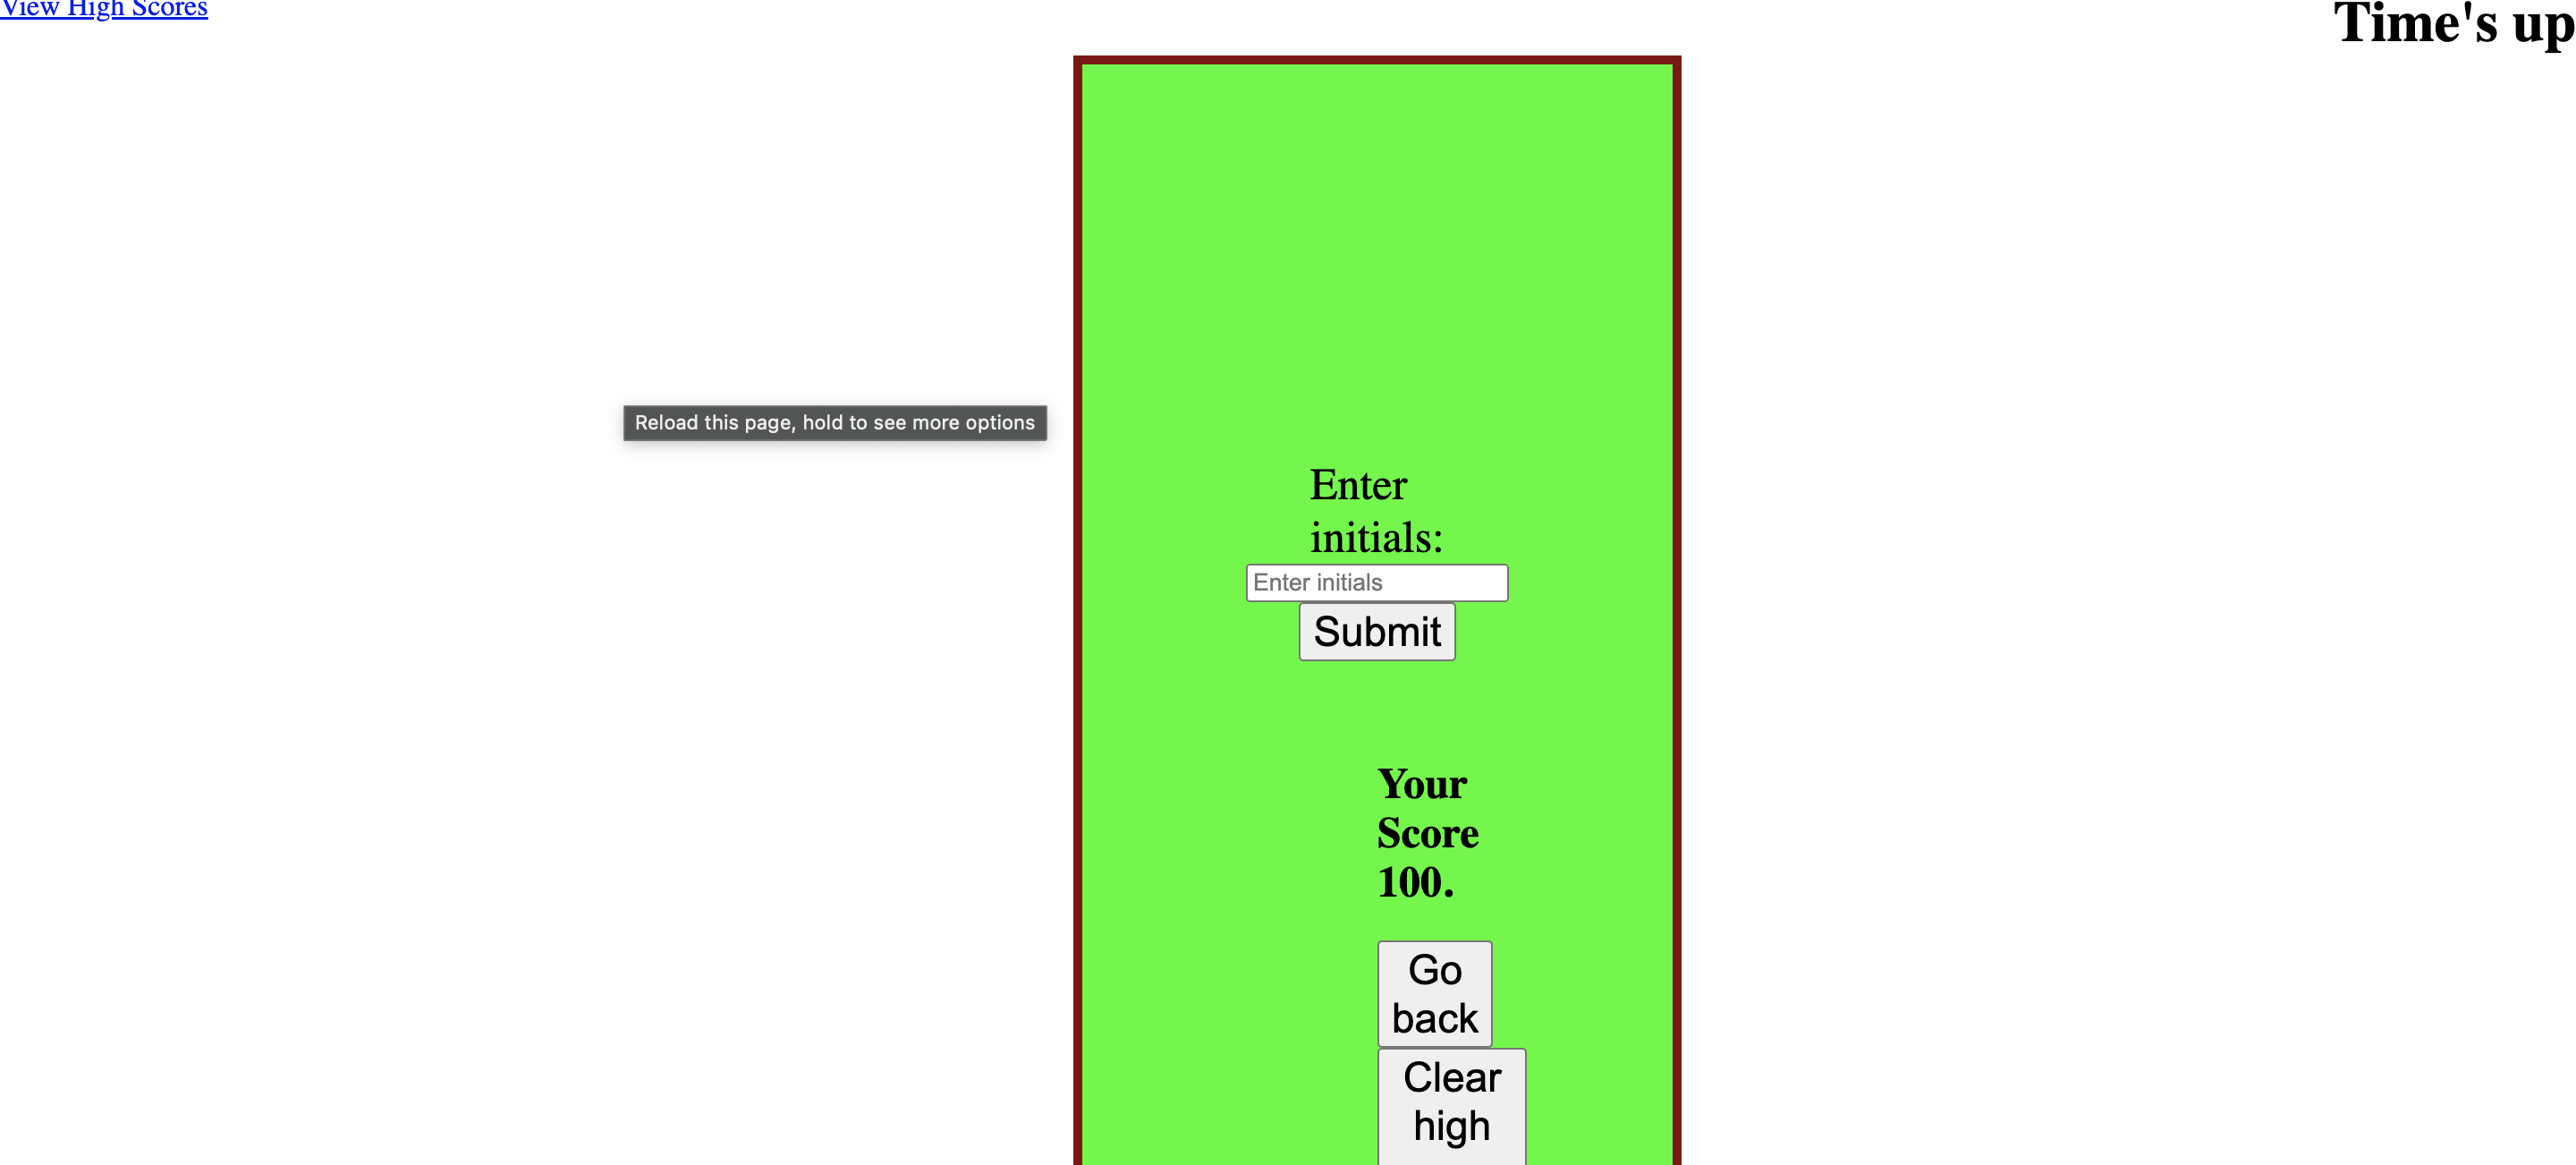 View High Scores
Time's up
Reload this page, hold to see more options
Enter
initials:
Enter initials
Submit
Your
Score
100.
Go
back
Clear
high